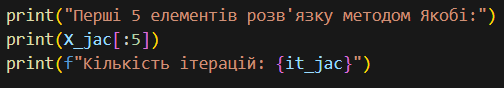 print("Перші 5 елементів розв'язку методом Якобі:")
print(X_jac[:5])
print(f"Кількість ітерацій: {it_jac}")